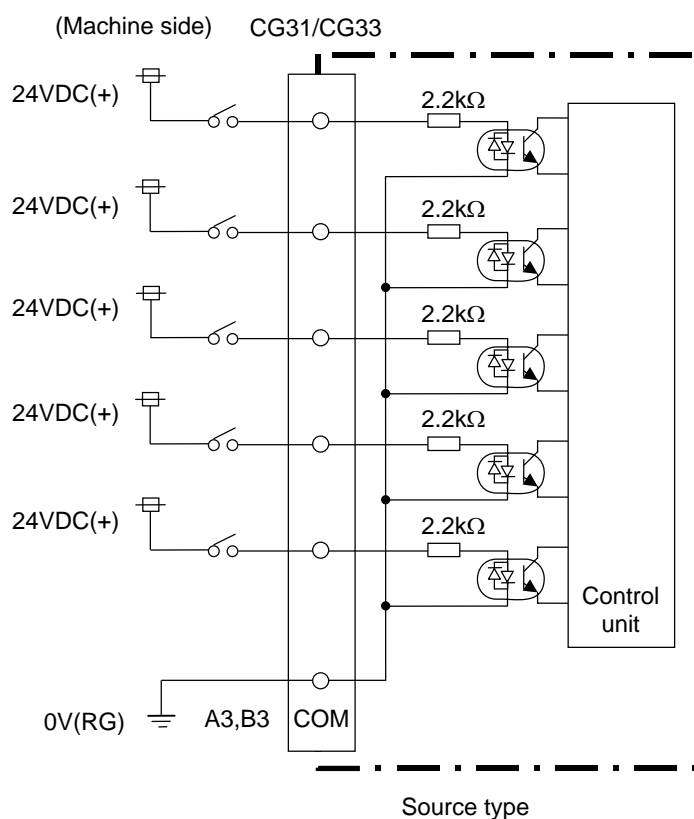 (Machine side) CG31/CG33
24VDC(+)
2.2kΩ
24VDC(+)
2.2kΩ
24VDC(+)
2.2kΩ
24VDC(+)
2.2kΩ
24VDC(+)
2.2kΩ
Control
unit
0V(RG) A3,B3 COM
Source type